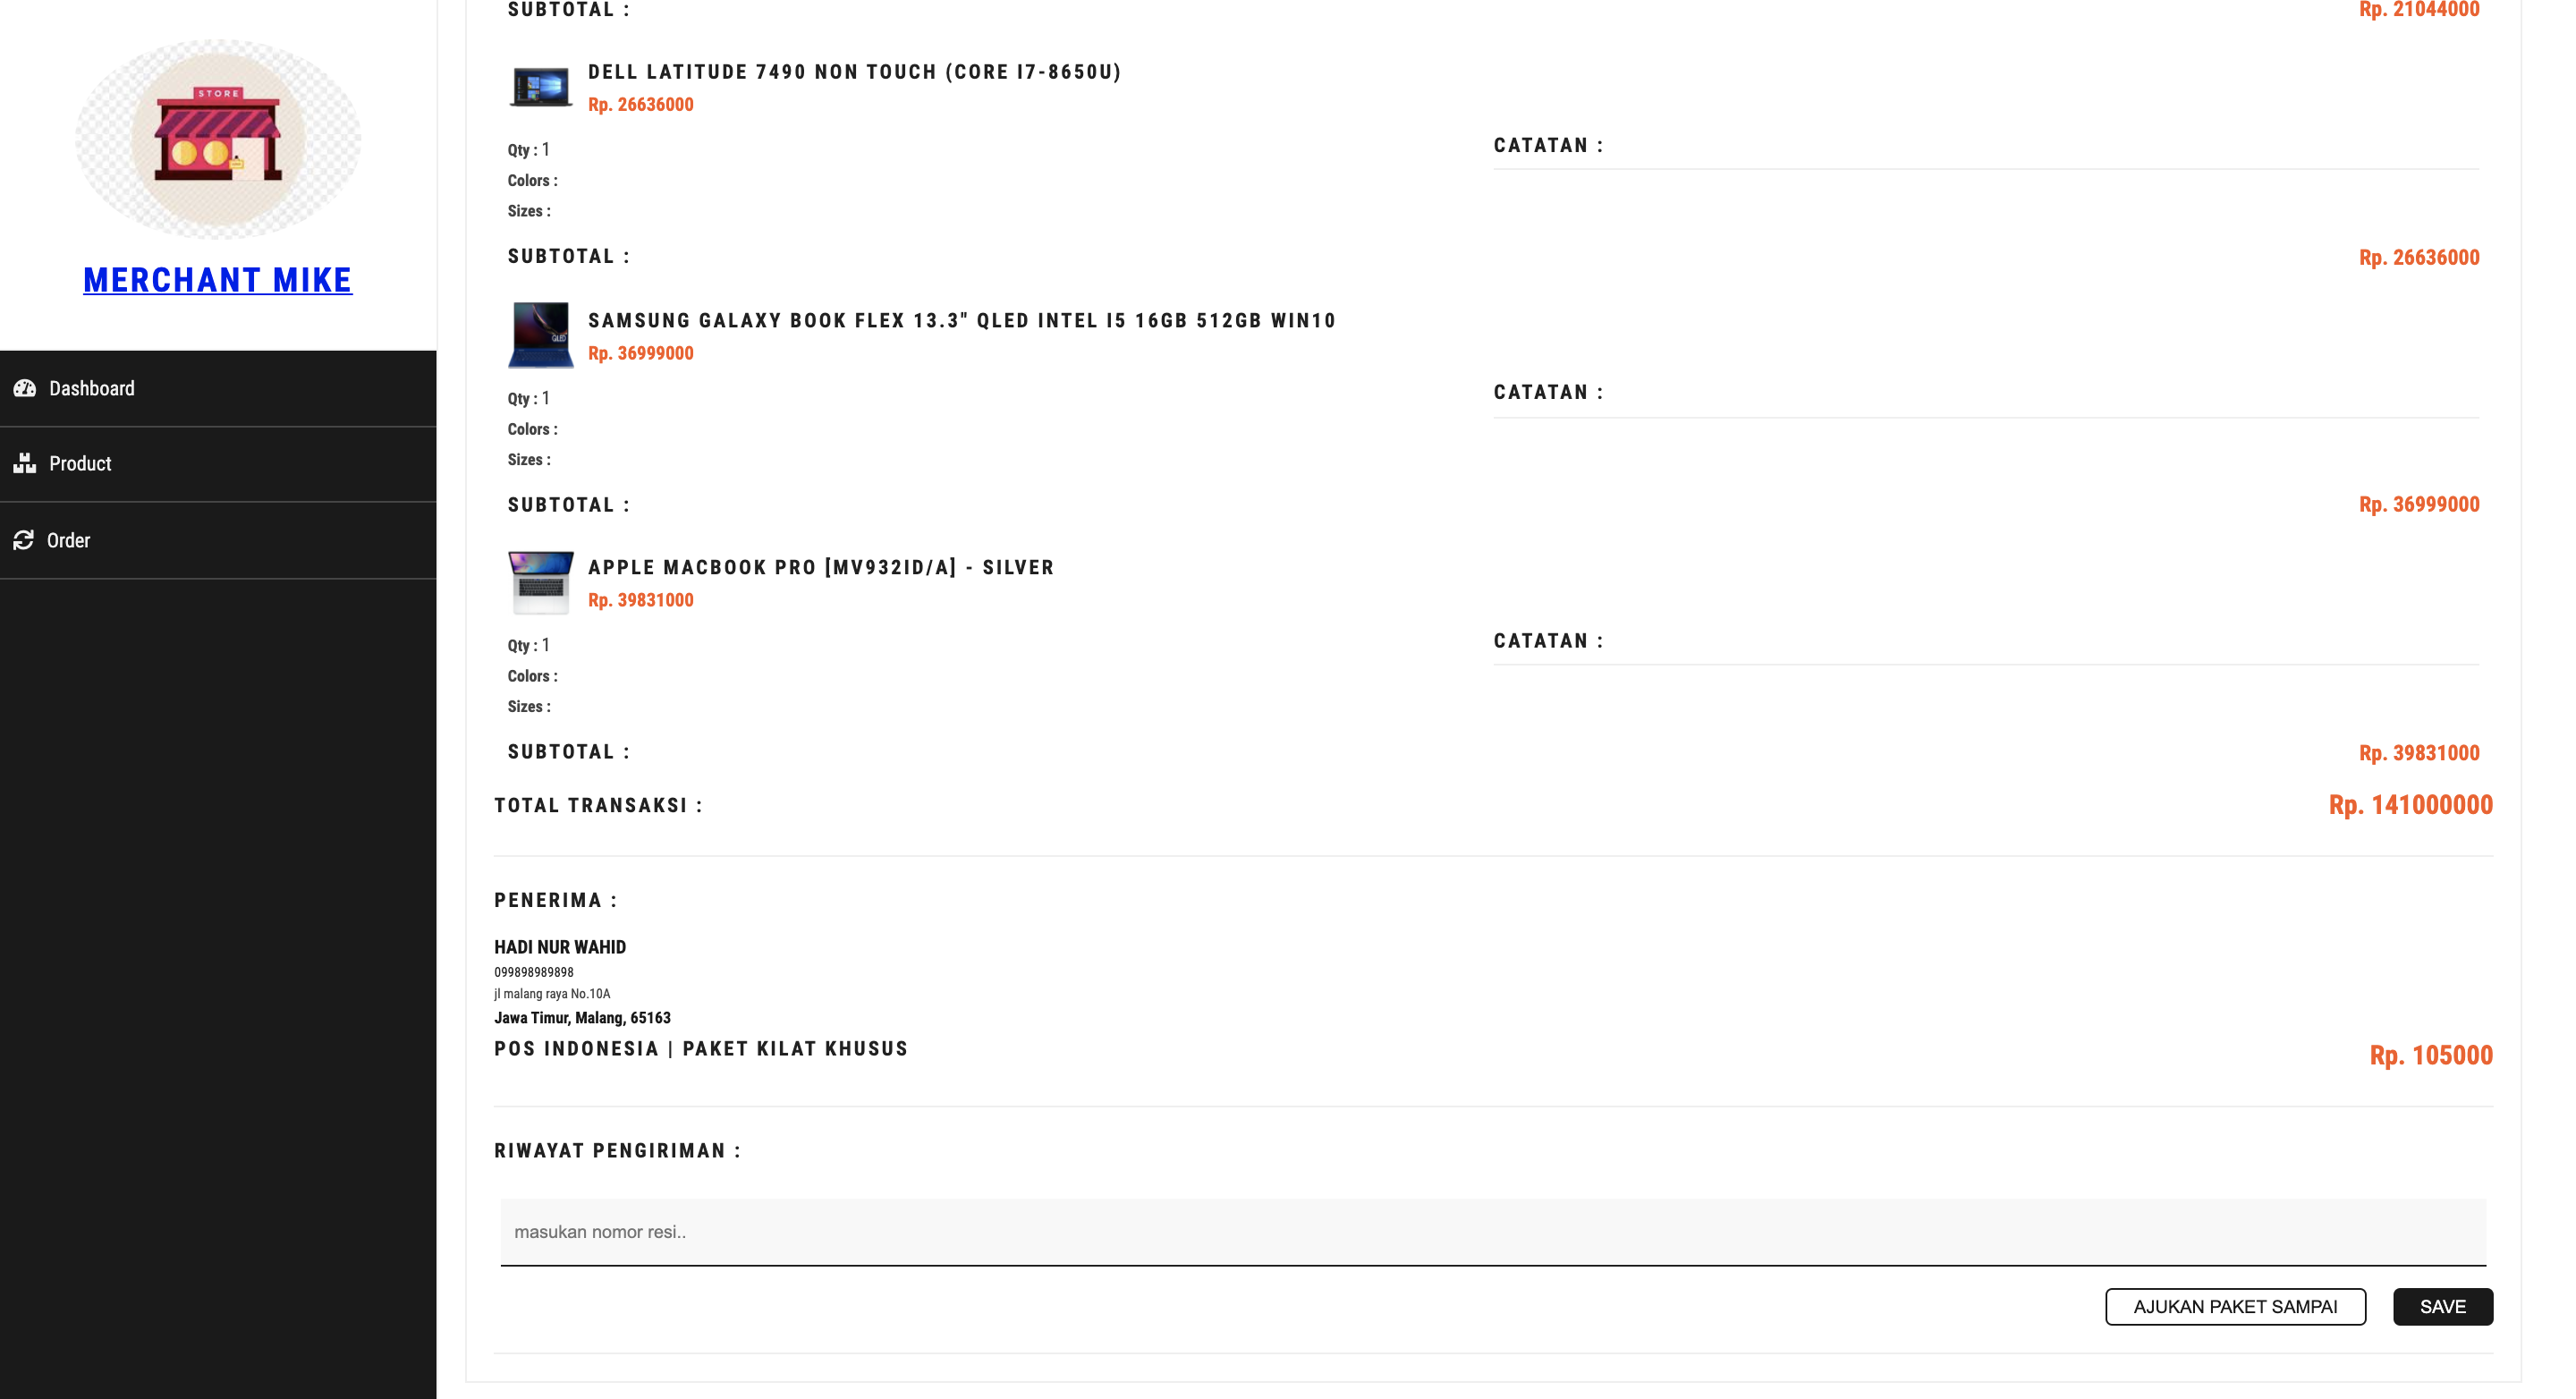 STORE
MERCHANT MIKE
Dashboard
Product
Order
SUBTOTAL :
Rp. 21044000
DELL LATITUDE 7490 NON TOUCH (CORE I7-8650U)
Rp. 26636000
Qty : 1
Colors :
Sizes :
CATATAN :
SUBTOTAL :
Rp. 26636000
SAMSUNG GALAXY BOOK FLEX 13.3" QLED INTEL I5 16GB 512GB WIN10
Rp. 36999000
Qty : 1
Colors :
Sizes :
CATATAN :
SUBTOTAL :
Rp. 36999000
APPLE MACBOOK PRO [MV932ID/A] - SILVER
Rp. 39831000
Qty : 1
Colors :
Sizes :
CATATAN :
SUBTOTAL :
Rp. 39831000
TOTAL TRANSAKSI :
Rp. 141000000
PENERIMA :
HADI NUR WAHID
099898989898
jl malang raya No.10A
Jawa Timur, Malang, 65163
POS INDONESIA | PAKET KILAT KHUSUS
Rp. 105000
RIWAYAT PENGIRIMAN :
masukan nomor resi..
AJUKAN PAKET SAMPAI
SAVE